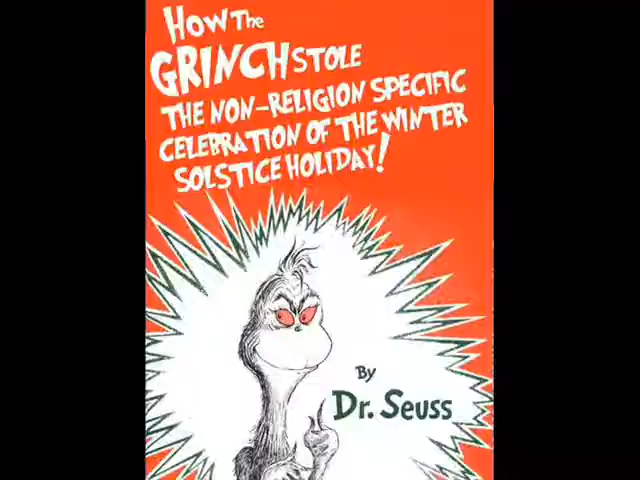 How The
GRINCH STOLE
THE NON-RELIGION SPECIFIC
CELEBRATION OF THE WINTER
SOLSTICE HOLIDAY!
By
Dr. Seuss